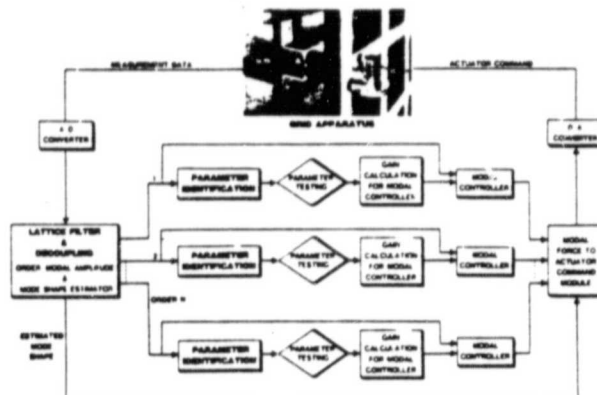 MEASUREMENT DATA
ACTUATOR COMMAND
GRID APPARATUS
A D
CONVERTER
D A
CONVERTER
1
PARAMETER
IDENTIFICATION
PARAMETER
TESTING
GAIN
CALCULATION
FOR MODAL
CONTROLLER
MODAL
CONTROLLER
LATTICE FILTER
&
DECOUPLING
ORDER MODAL AMPLITUDE
&
MODE SHAPE ESTIMATOR
2
PARAMETER
IDENTIFICATION
PARAMETER
TESTING
GAIN
CALCULATION
FOR MODAL
CONTROLLER
MODAL
CONTROLLER
MODAL
FORCE TO
ACTUATOR
COMMAND
MODULE
ORDER N
ESTIMATED
MODE
SHAPE
PARAMETER
IDENTIFICATION
PARAMETER
TESTING
GAIN
CALCULATION
FOR MODAL
CONTROLLER
MODAL
CONTROLLER